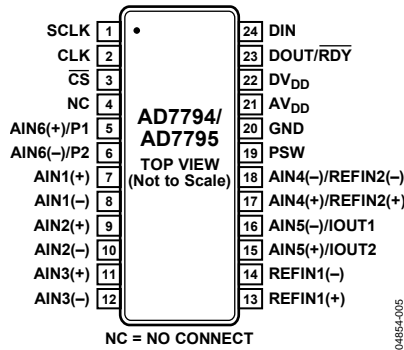 SCLK 1
CLK 2
C̅S̅ 3
NC 4
AIN6(+)/P1 5
AIN6(–)/P2 6
AIN1(+) 7
AIN1(–) 8
AIN2(+) 9
AIN2(–) 10
AIN3(+) 11
AIN3(–) 12
AD7794/
AD7795
TOP VIEW
(Not to Scale)
24 DIN
23 DOUT/R̅D̅Y̅
22 DVDD
21 AVDD
20 GND
19 PSW
18 AIN4(–)/REFIN2(–)
17 AIN4(+)/REFIN2(+)
16 AIN5(–)/IOUT1
15 AIN5(+)/IOUT2
14 REFIN1(–)
13 REFIN1(+)
NC = NO CONNECT
04854-005